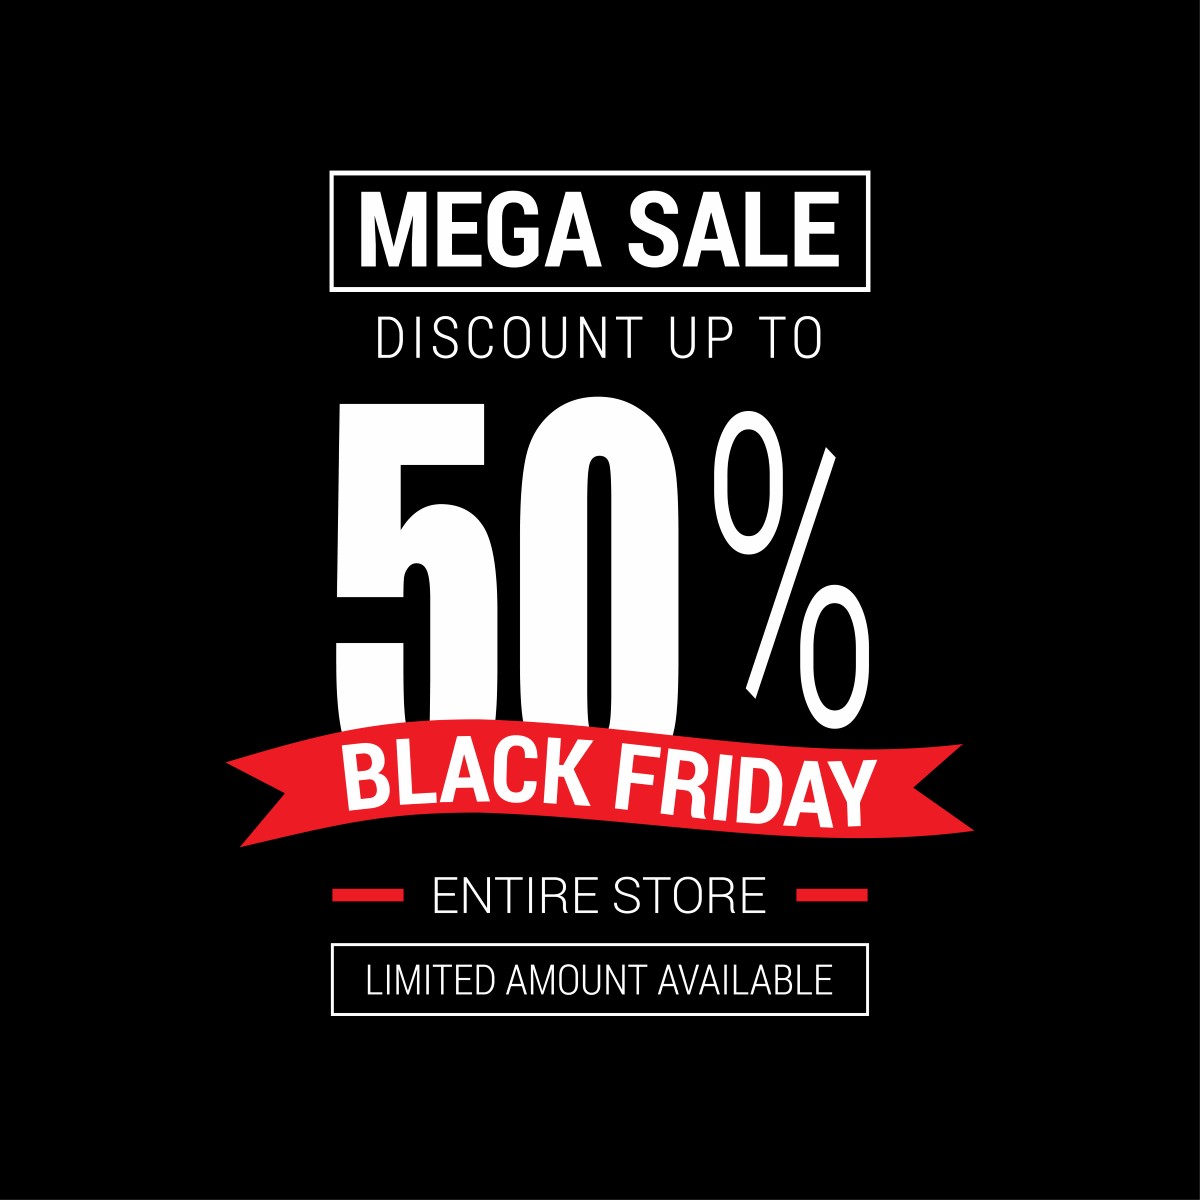 MEGA SALE
DISCOUNT UP TO
50%
BLACK FRIDAY
ENTIRE STORE
LIMITED AMOUNT AVAILABLE